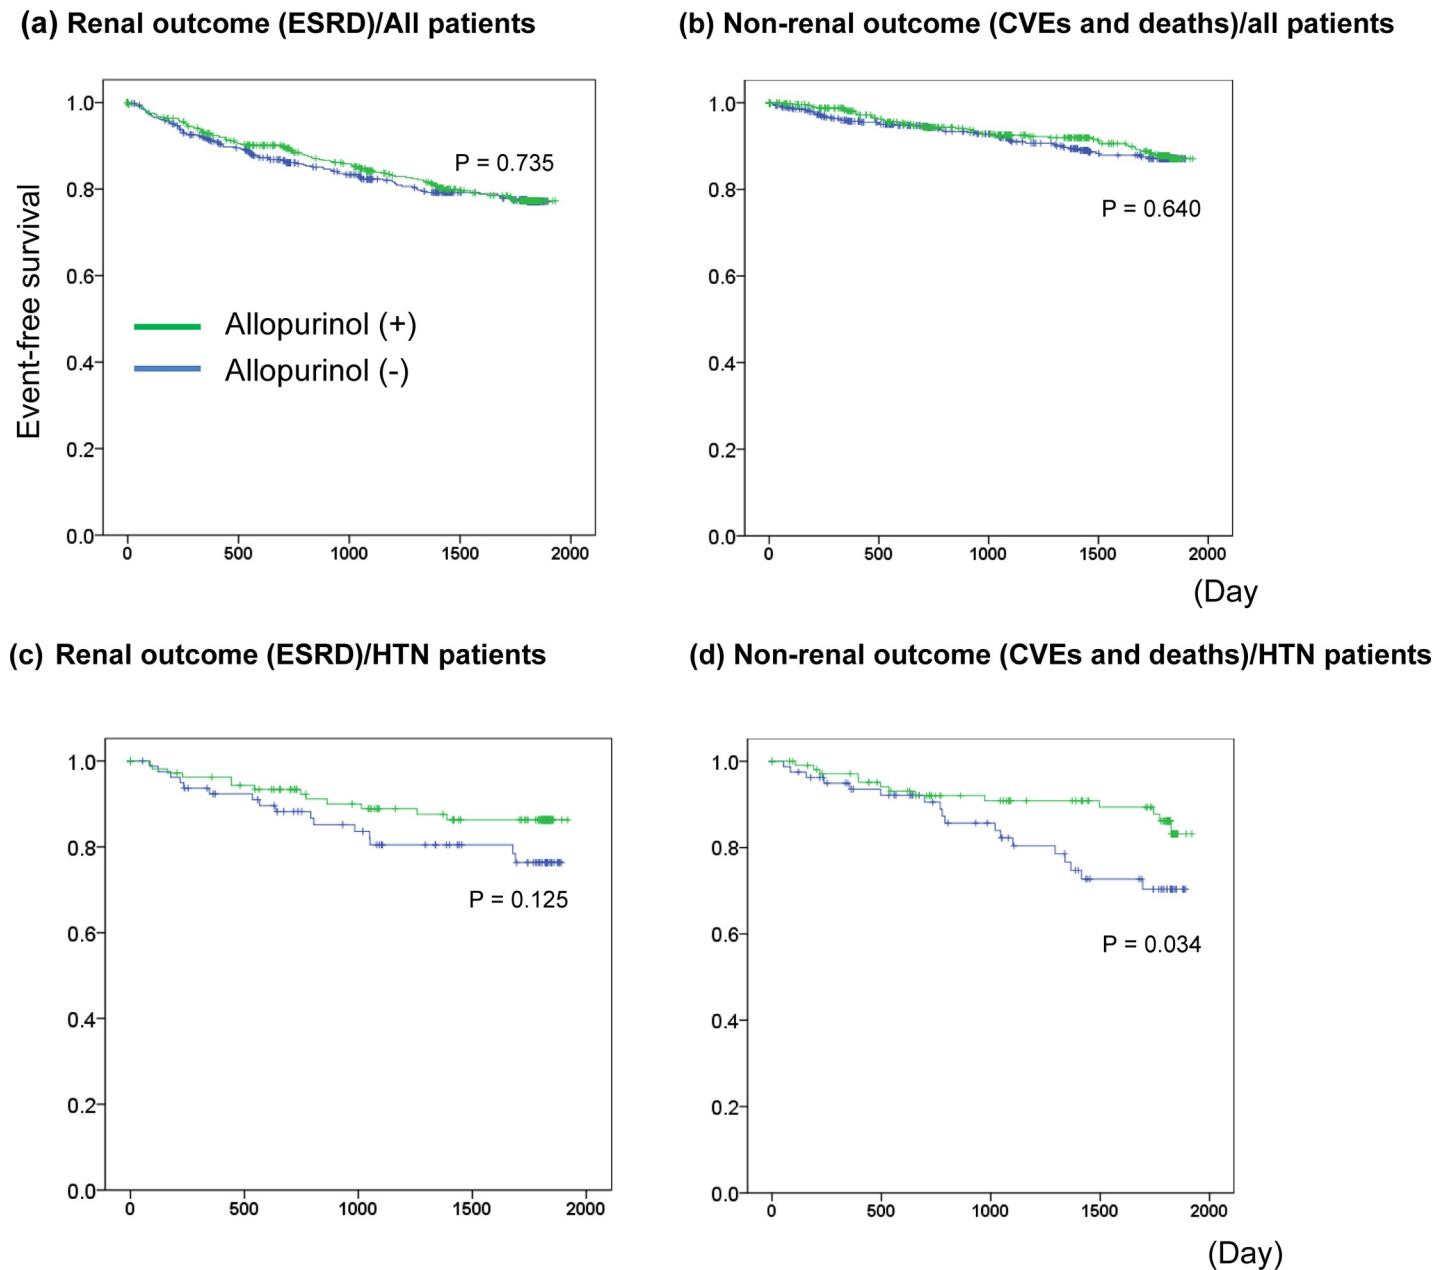 (a) Renal outcome (ESRD)/All patients
(b) Non-renal outcome (CVEs and deaths)/all patients
Event-free survival
1.0
0.8
0.6
0.4
0.2
0.0
P = 0.735
Allopurinol (+)
Allopurinol (-)
0 500 1000 1500 2000
1.0
0.8
0.6
0.4
0.2
0.0
P = 0.640
0 500 1000 1500 2000
(Day
(c) Renal outcome (ESRD)/HTN patients
(d) Non-renal outcome (CVEs and deaths)/HTN patients
1.0
0.8
0.6
0.4
0.2
0.0
P = 0.125
0 500 1000 1500 2000
1.0
0.8
0.6
0.4
0.2
0.0
P = 0.034
0 500 1000 1500 2000
(Day)